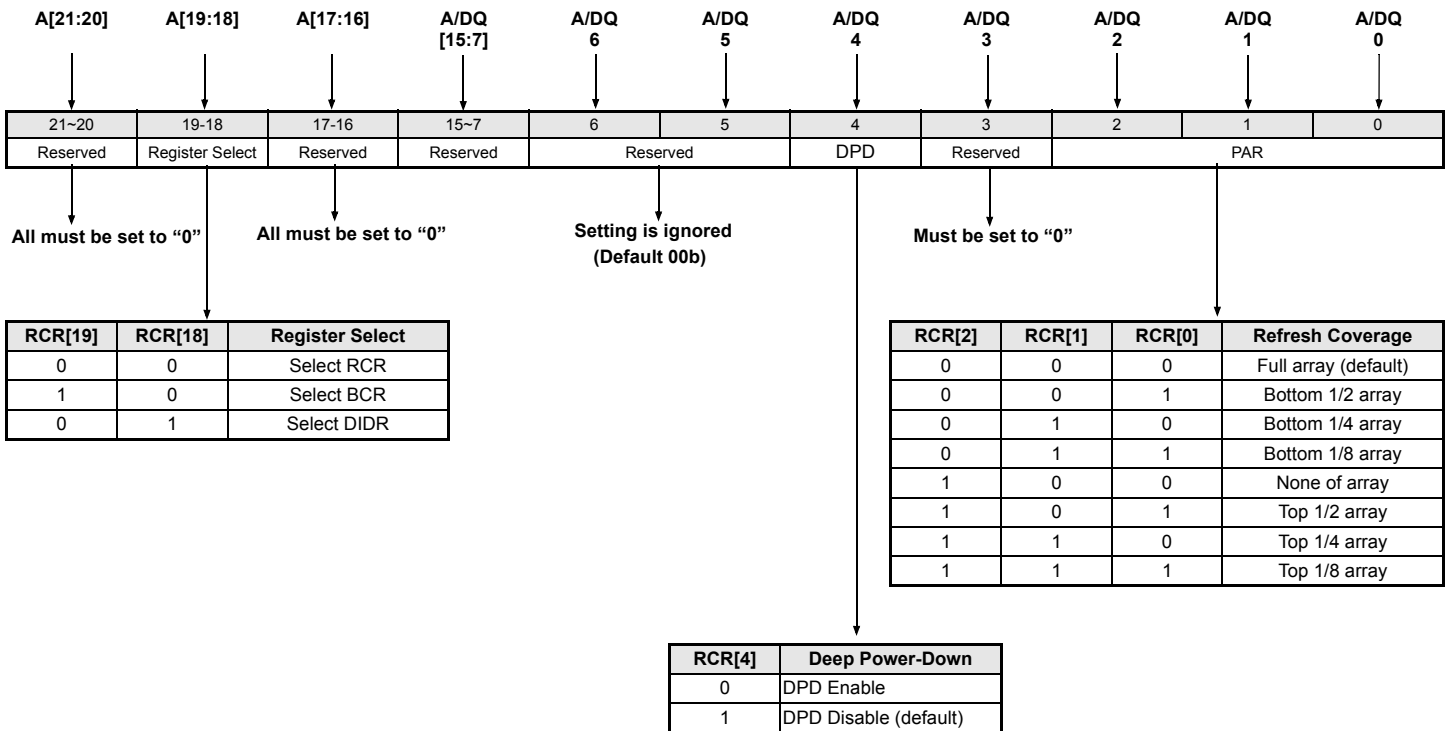 A[21:20] A[19:18] A[17:16] A/DQ A/DQ A/DQ A/DQ A/DQ A/DQ A/DQ A/DQ
[15:7] 6 5 4 3 2 1 0
21~20 19-18 17-16 15~7 6 5 4 3 2 1 0
Reserved Register Select Reserved Reserved Reserved DPD Reserved PAR
All must be set to “0” All must be set to “0” Setting is ignored Must be set to “0”
(Default 00b)
RCR[19] RCR[18] Register Select
0 0 Select RCR
1 0 Select BCR
0 1 Select DIDR
RCR[2] RCR[1] RCR[0] Refresh Coverage
0 0 0 Full array (default)
0 0 1 Bottom 1/2 array
0 1 0 Bottom 1/4 array
0 1 1 Bottom 1/8 array
1 0 0 None of array
1 0 1 Top 1/2 array
1 1 0 Top 1/4 array
1 1 1 Top 1/8 array
RCR[4] Deep Power-Down
0 DPD Enable
1 DPD Disable (default)